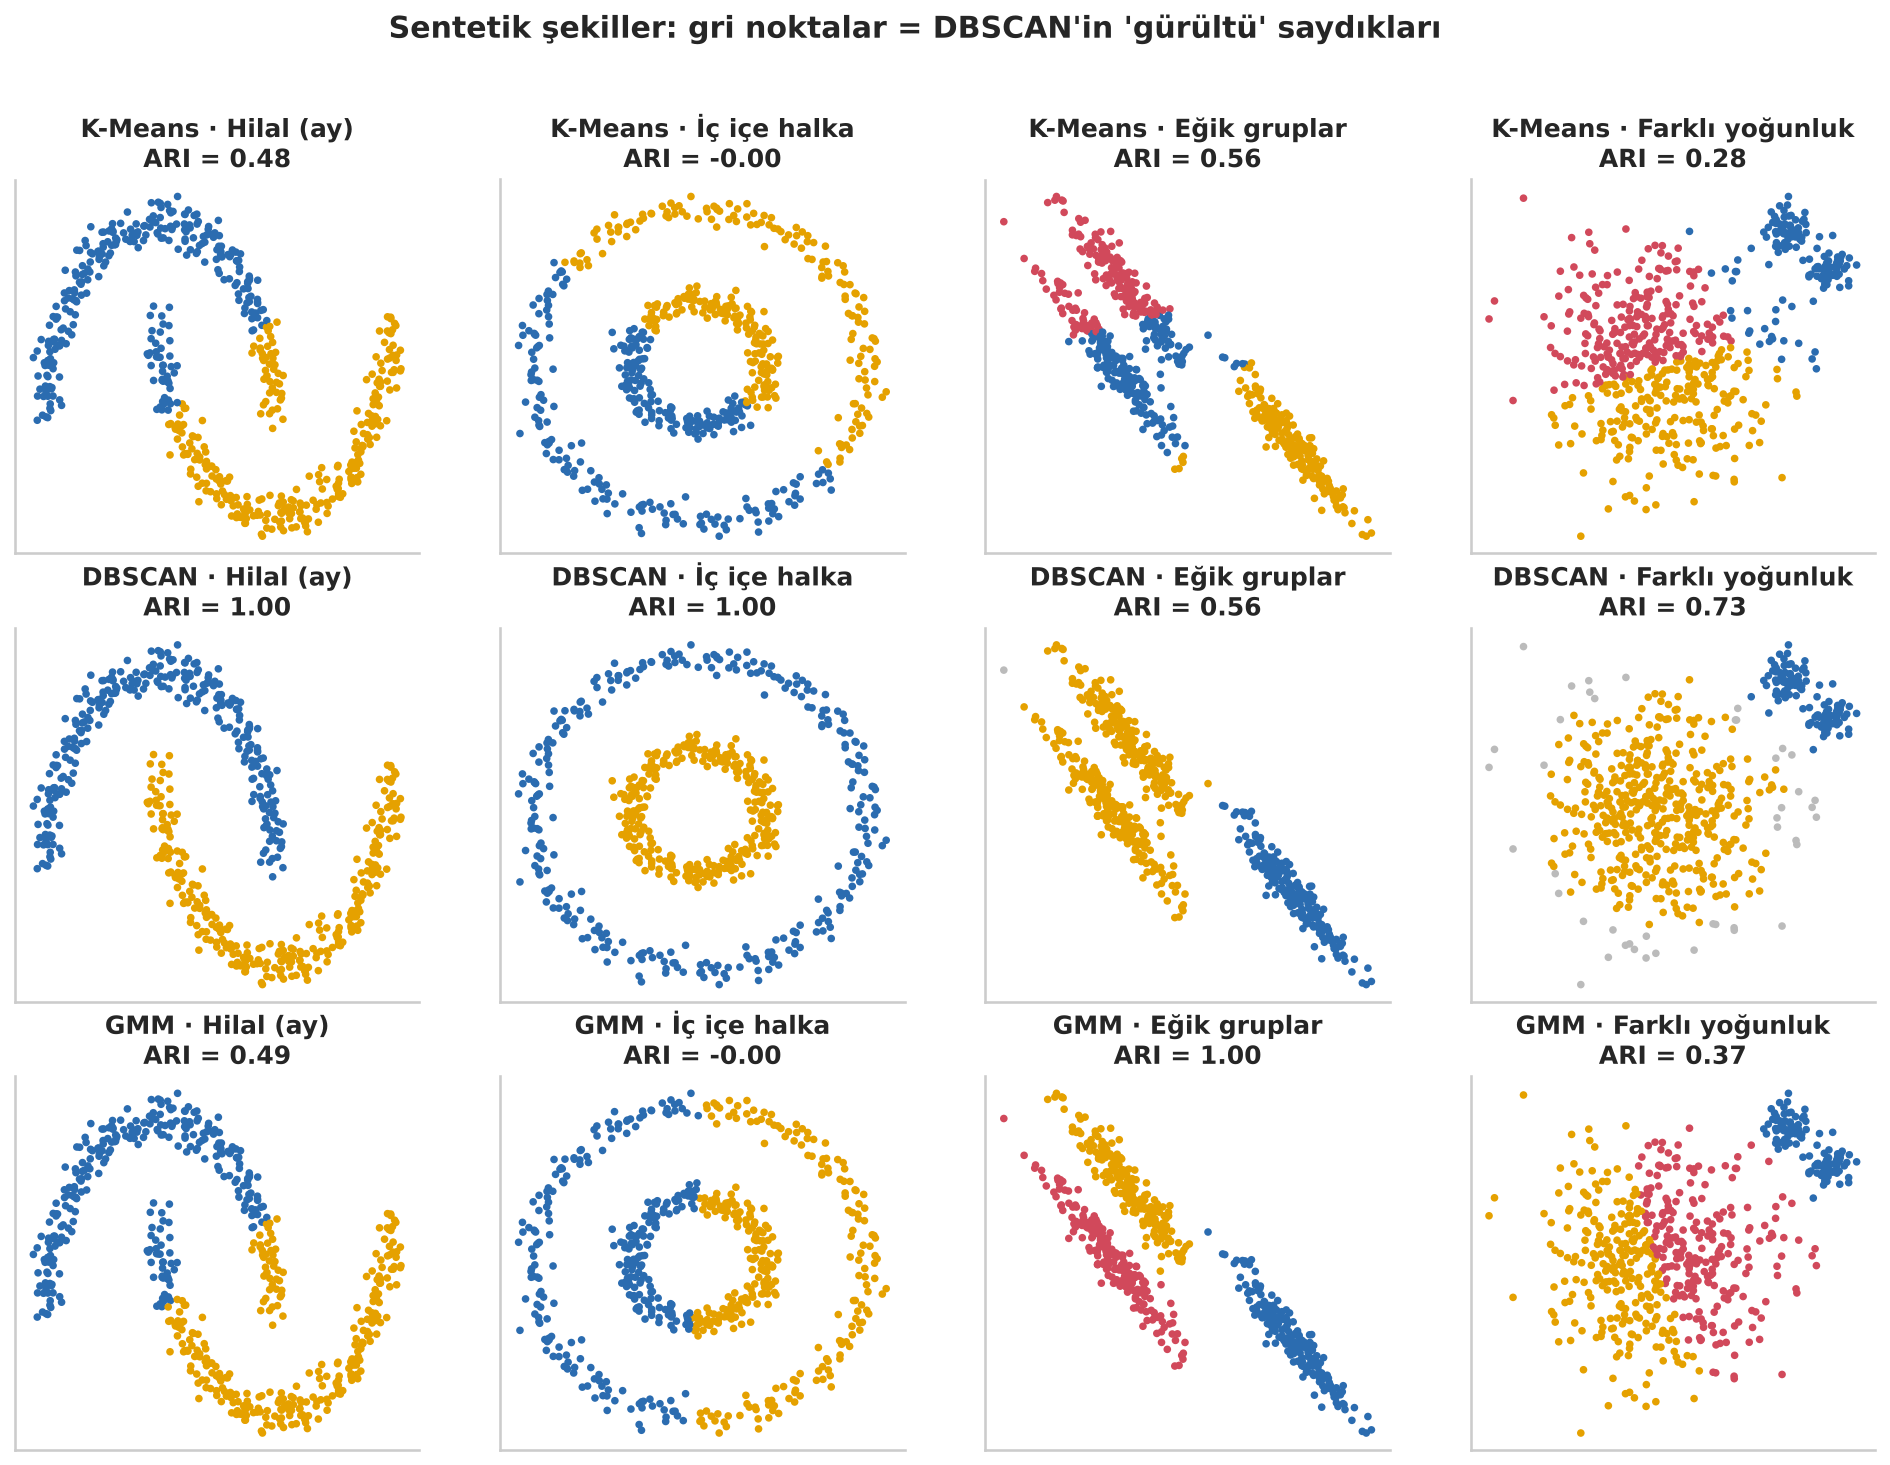 Sentetik şekiller: gri noktalar = DBSCAN'in 'gürültü' saydıkları
K-Means · Hilal (ay)
ARI = 0.48
K-Means · İç içe halka
ARI = -0.00
K-Means · Eğik gruplar
ARI = 0.56
K-Means · Farklı yoğunluk
ARI = 0.28
DBSCAN · Hilal (ay)
ARI = 1.00
DBSCAN · İç içe halka
ARI = 1.00
DBSCAN · Eğik gruplar
ARI = 0.56
DBSCAN · Farklı yoğunluk
ARI = 0.73
GMM · Hilal (ay)
ARI = 0.49
GMM · İç içe halka
ARI = -0.00
GMM · Eğik gruplar
ARI = 1.00
GMM · Farklı yoğunluk
ARI = 0.37